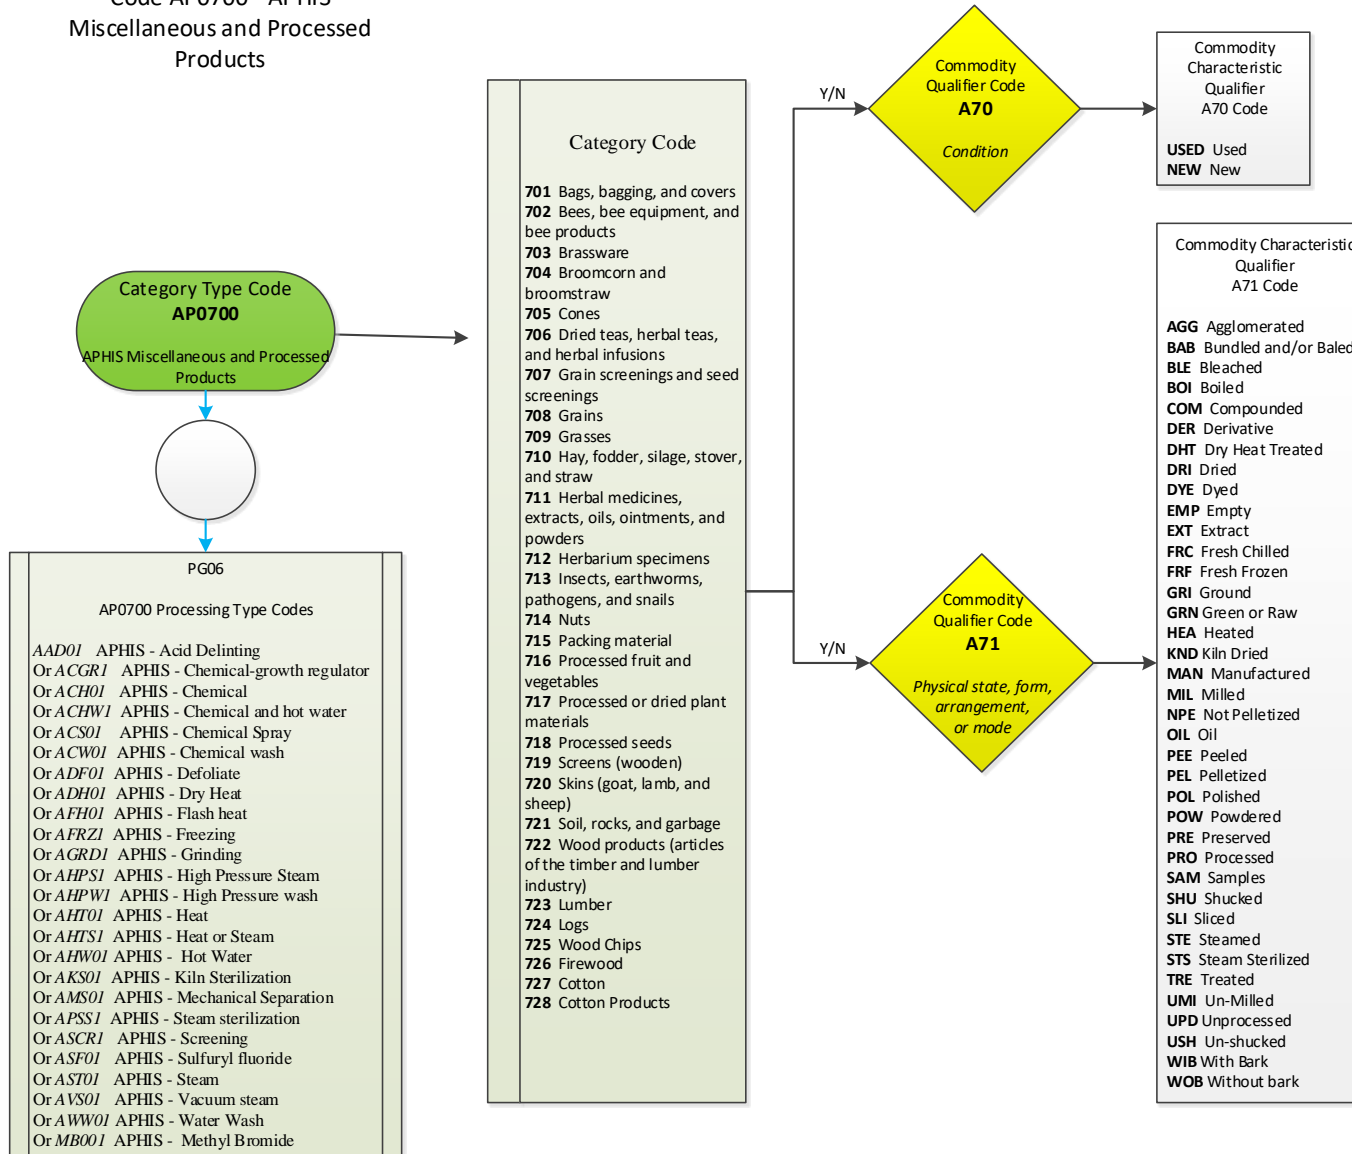 Code AP0700 - APHIS
Miscellaneous and Processed
Products
Category Type Code
AP0700
APHIS Miscellaneous and Processed
Products
PG06
AP0700 Processing Type Codes
AAD01 APHIS - Acid Delinting
Or ACGR1 APHIS - Chemical-growth regulator
Or ACH01 APHIS - Chemical
Or ACHW1 APHIS - Chemical and hot water
Or ACS01 APHIS - Chemical Spray
Or ACW01 APHIS - Chemical wash
Or ADF01 APHIS - Defoliate
Or ADH01 APHIS - Dry Heat
Or AFH01 APHIS - Flash heat
Or AFRZ1 APHIS - Freezing
Or AGRD1 APHIS - Grinding
Or AHPS1 APHIS - High Pressure Steam
Or AHPW1 APHIS - High Pressure wash
Or AHT01 APHIS - Heat
Or AHTS1 APHIS - Heat or Steam
Or AHW01 APHIS - Hot Water
Or AKS01 APHIS - Kiln Sterilization
Or AMS01 APHIS - Mechanical Separation
Or APSS1 APHIS - Steam sterilization
Or ASCR1 APHIS - Screening
Or ASF01 APHIS - Sulfuryl fluoride
Or AST01 APHIS - Steam
Or AVS01 APHIS - Vacuum steam
Or AWW01 APHIS - Water Wash
Or MB001 APHIS - Methyl Bromide
Category Code
701 Bags, bagging, and covers
702 Bees, bee equipment, and
bee products
703 Brassware
704 Broomcorn and
broomstraw
705 Cones
706 Dried teas, herbal teas,
and herbal infusions
707 Grain screenings and seed
screenings
708 Grains
709 Grasses
710 Hay, fodder, silage, stover,
and straw
711 Herbal medicines,
extracts, oils, ointments, and
powders
712 Herbarium specimens
713 Insects, earthworms,
pathogens, and snails
714 Nuts
715 Packing material
716 Processed fruit and
vegetables
717 Processed or dried plant
materials
718 Processed seeds
719 Screens (wooden)
720 Skins (goat, lamb, and
sheep)
721 Soil, rocks, and garbage
722 Wood products (articles
of the timber and lumber
industry)
723 Lumber
724 Logs
725 Wood Chips
726 Firewood
727 Cotton
728 Cotton Products
Y/N
Commodity
Qualifier Code
A70
Condition
Commodity
Characteristic
Qualifier
A70 Code
USED Used
NEW New
Y/N
Commodity
Qualifier Code
A71
Physical state, form,
arrangement,
or mode
Commodity Characteristic
Qualifier
A71 Code
AGG Agglomerated
BAB Bundled and/or Baled
BLE Bleached
BOI Boiled
COM Compounded
DER Derivative
DHT Dry Heat Treated
DRI Dried
DYE Dyed
EMP Empty
EXT Extract
FRC Fresh Chilled
FRF Fresh Frozen
GRI Ground
GRN Green or Raw
HEA Heated
KND Kiln Dried
MAN Manufactured
MIL Milled
NPE Not Pelletized
OIL Oil
PEE Peeled
PEL Pelletized
POL Polished
POW Powdered
PRE Preserved
PRO Processed
SAM Samples
SHU Shucked
SLI Sliced
STE Steamed
STS Steam Sterilized
TRE Treated
UMI Un-Milled
UPD Unprocessed
USH Un-shucked
WIB With Bark
WOB Without bark